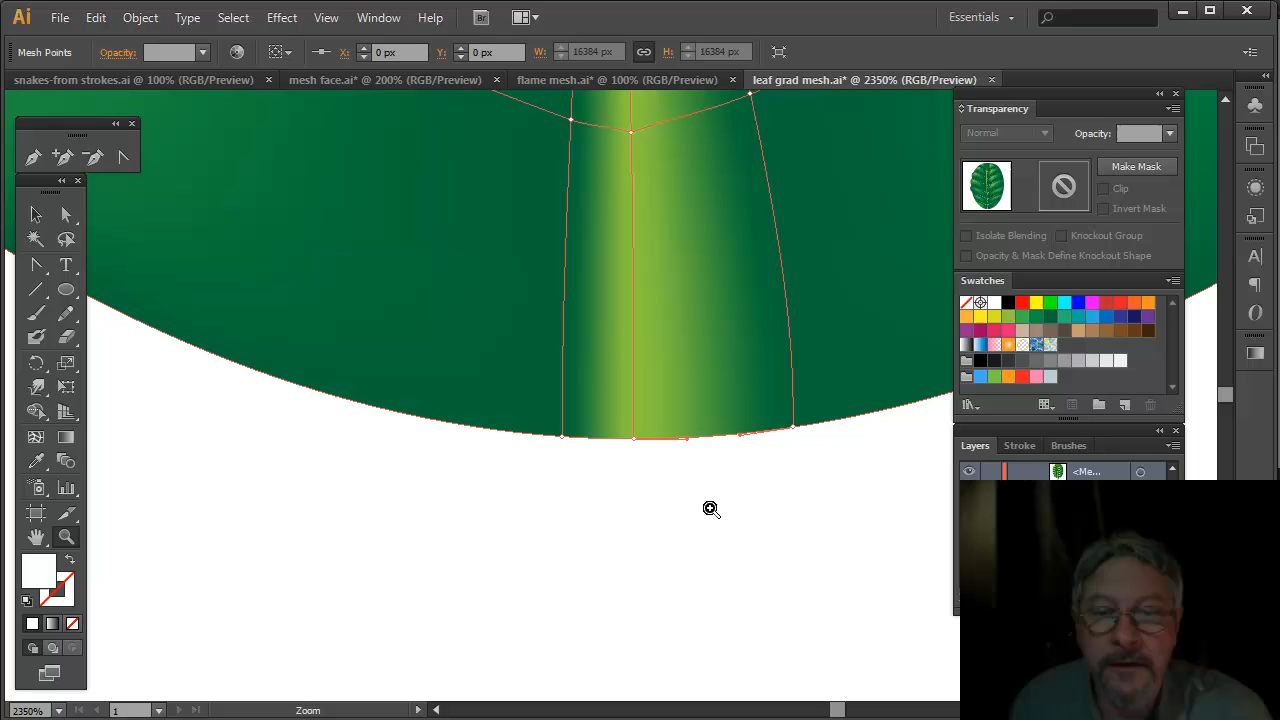 Ai File Edit Object Type Select Effect View Window Help Br Essentials
Mesh Points Opacity: X: 0 px Y: 0 px W: 16384 px H: 16384 px
snakes-from strokes.ai @ 100% (RGB/Preview) × mesh face.ai* @ 200% (RGB/Preview) × flame mesh.ai* @ 100% (RGB/Preview) × leaf grad mesh.ai* @ 2350% (RGB/Preview) ×
Transparency
Normal Opacity:
Make Mask
Clip
Invert Mask
Isolate Blending Knockout Group
Opacity & Mask Define Knockout Shape
Swatches
Layers Stroke Brushes
<Me...
2350% 1 Zoom